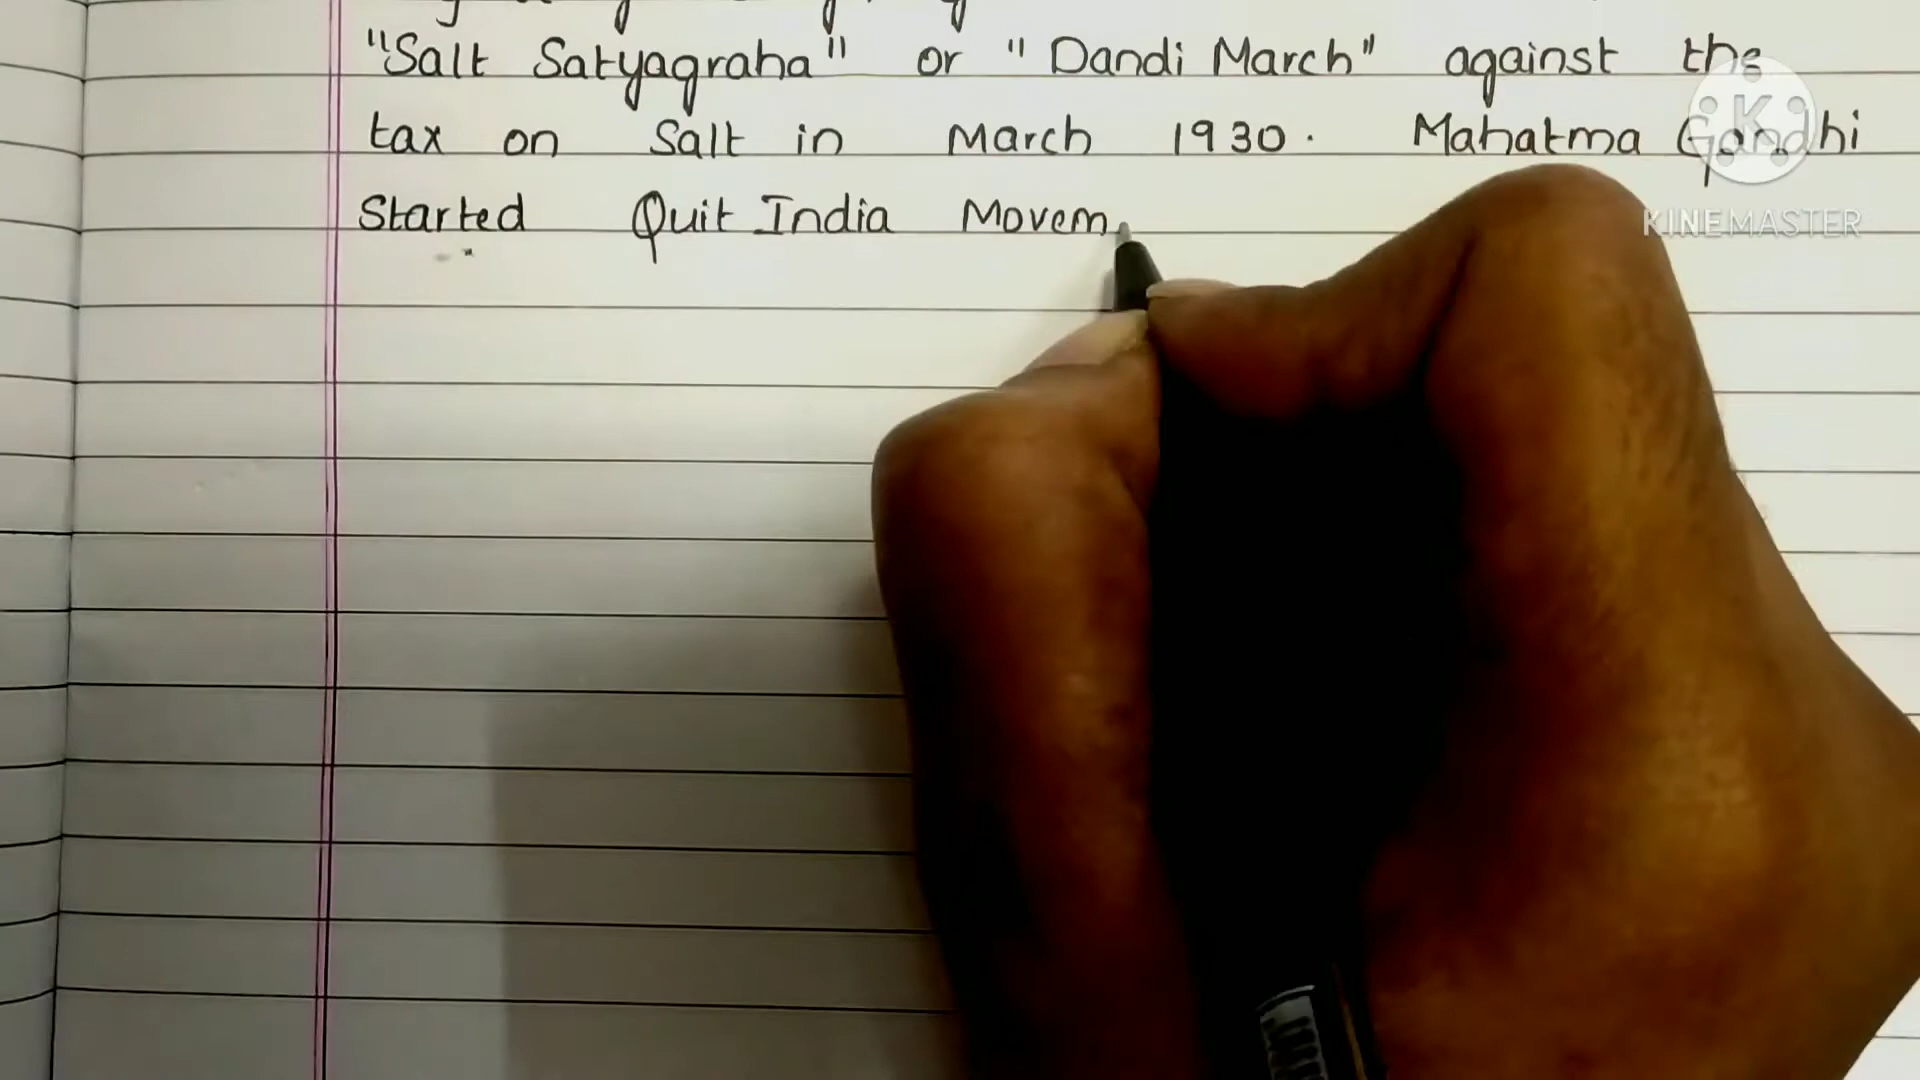 "Salt Satyagraha" or "Dandi March" against the
tax on Salt in March 1930. Mahatma Gandhi
Started Quit India Movem
KINEMASTER